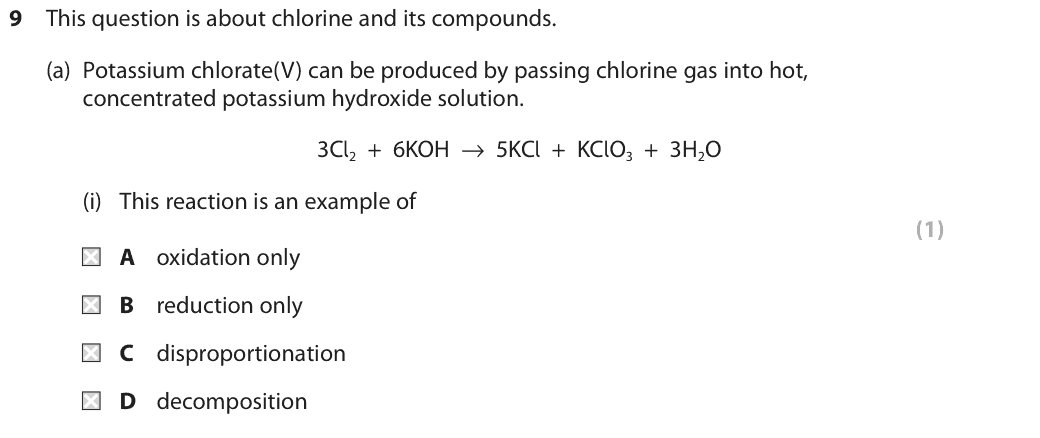 9 This question is about chlorine and its compounds.
(a) Potassium chlorate(V) can be produced by passing chlorine gas into hot,
concentrated potassium hydroxide solution.
3Cl₂ + 6KOH → 5KCl + KClO₃ + 3H₂O
(i) This reaction is an example of
(1)
A oxidation only
B reduction only
C disproportionation
D decomposition